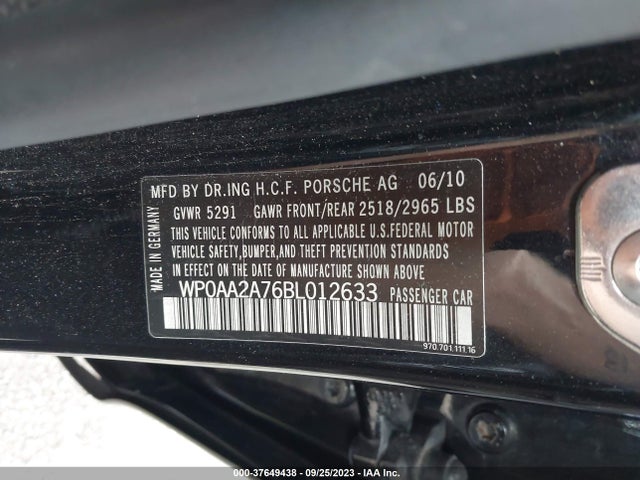 MFD BY DR.ING H.C.F. PORSCHE AG 06/10
GVWR 5291 GAWR FRONT/REAR 2518/2965 LBS
THIS VEHICLE CONFORMS TO ALL APPLICABLE U.S.FEDERAL MOTOR
VEHICLE SAFETY,BUMPER,AND THEFT PREVENTION STANDARDS
IN EFFECT ON THE DATE OF MANUFACTURE SHOWN ABOVE.
WP0AA2A76BL012633 PASSENGER CAR
MADE IN GERMANY
970.701.111.16
000-37649438 - 09/25/2023 - IAA Inc.